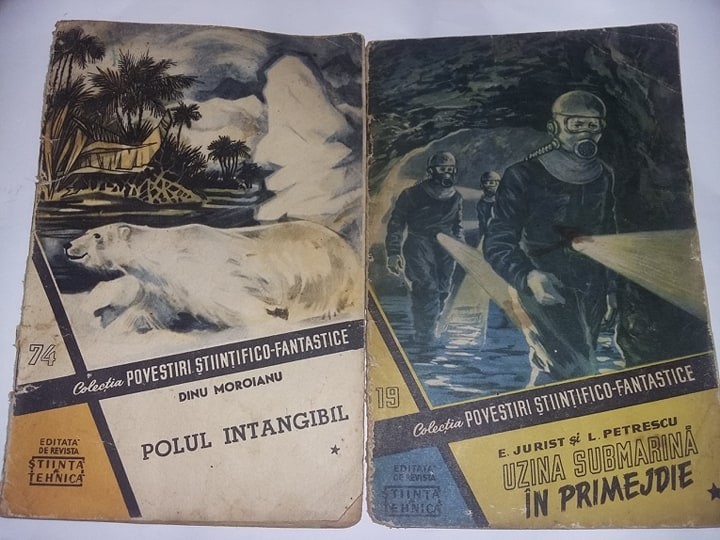 74
Colecția POVESTIRI ȘTIINȚIFICO-FANTASTICE
DINU MOROIANU
POLUL INTANGIBIL
EDITATĂ
DE REVISTA
ȘTIINȚĂ
ȘI
TEHNICĂ
19
Colecția POVESTIRI ȘTIINȚIFICO-FANTASTICE
E. JURIST și L. PETRESCU
UZINA SUBMARINĂ
ÎN PRIMEJDIE
EDITATĂ
DE REVISTA
ȘTIINȚĂ
ȘI
TEHNICĂ